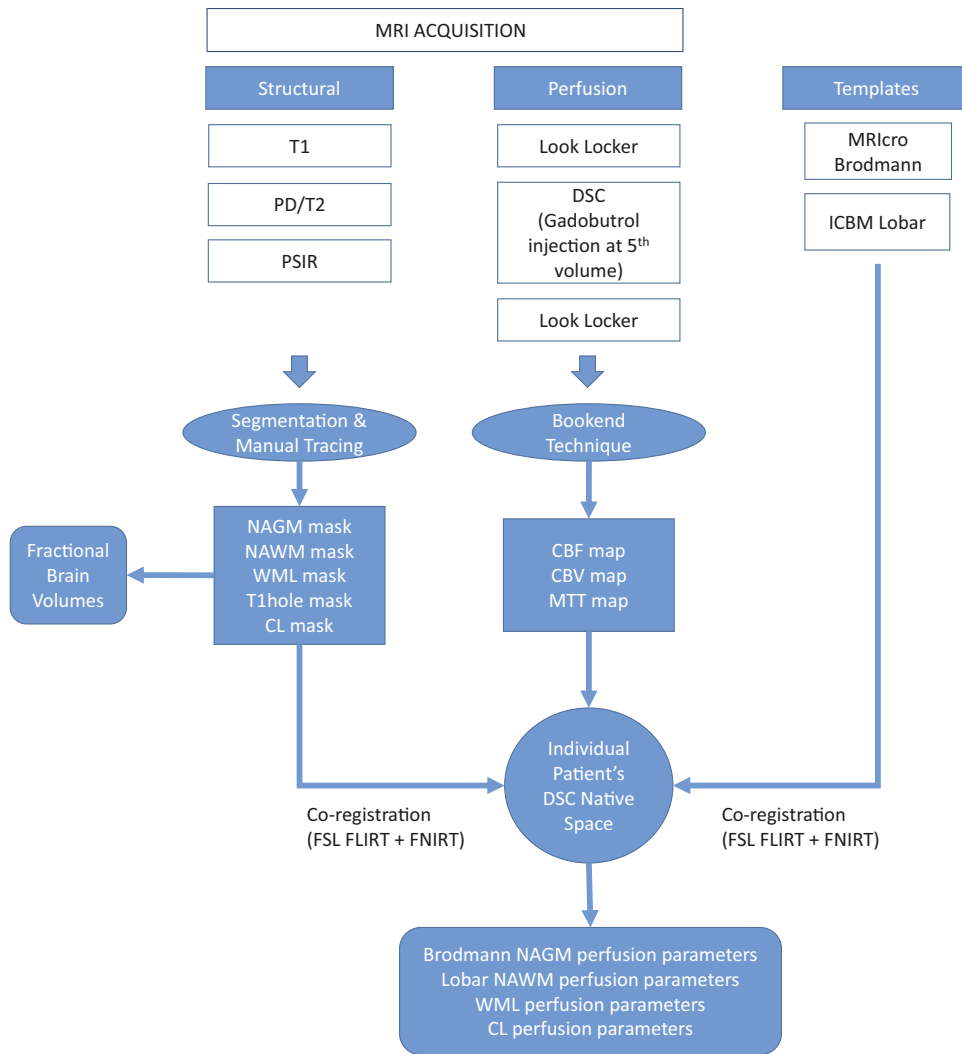 MRI ACQUISITION
Structural
Perfusion
Templates
T1
PD/T2
PSIR
Look Locker
DSC
(Gadobutrol
injection at 5th
volume)
Look Locker
MRIcro
Brodmann
ICBM Lobar
Segmentation &
Manual Tracing
Bookend
Technique
Fractional
Brain
Volumes
NAGM mask
NAWM mask
WML mask
T1hole mask
CL mask
CBF map
CBV map
MTT map
Individual
Patient's
DSC Native
Space
Co-registration
(FSL FLIRT + FNIRT)
Co-registration
(FSL FLIRT + FNIRT)
Brodmann NAGM perfusion parameters
Lobar NAWM perfusion parameters
WML perfusion parameters
CL perfusion parameters